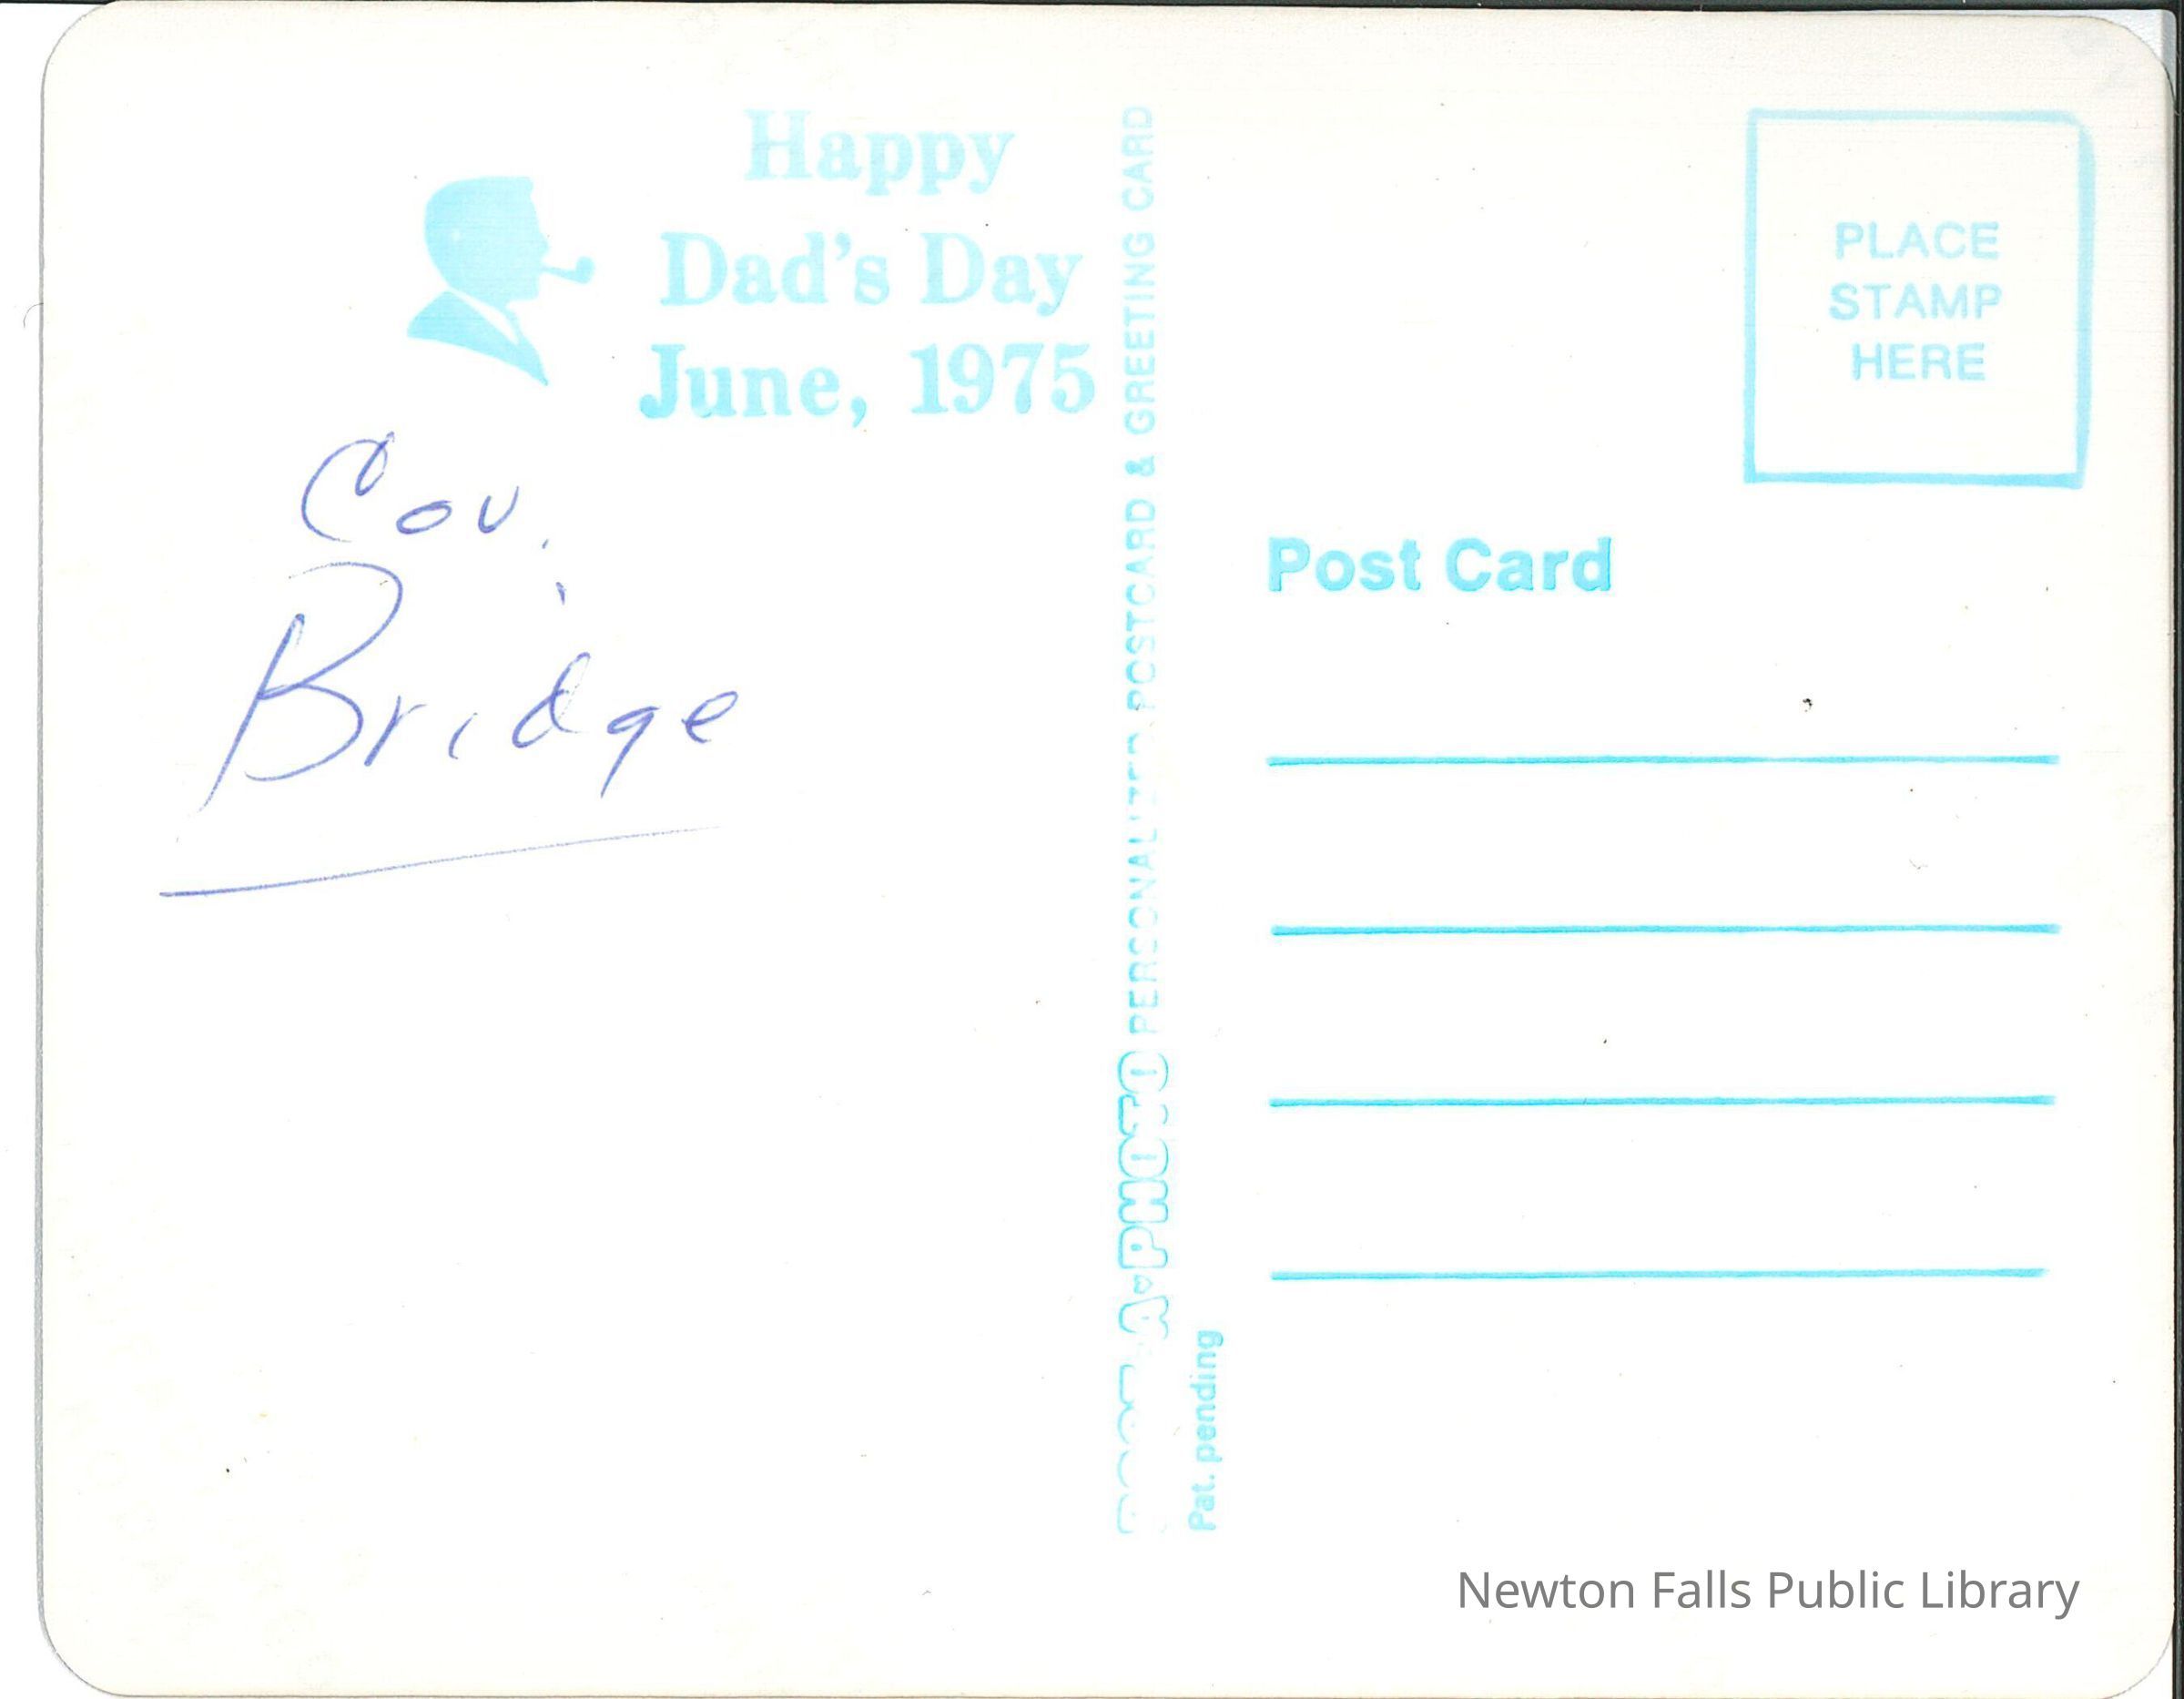 Happy
Dad's Day
June, 1975
Cov.
Bridge
A·PHOTO PERSONALIZED POSTCARD & GREETING CARD
Pat. pending
PLACE
STAMP
HERE
Post Card
Newton Falls Public Library